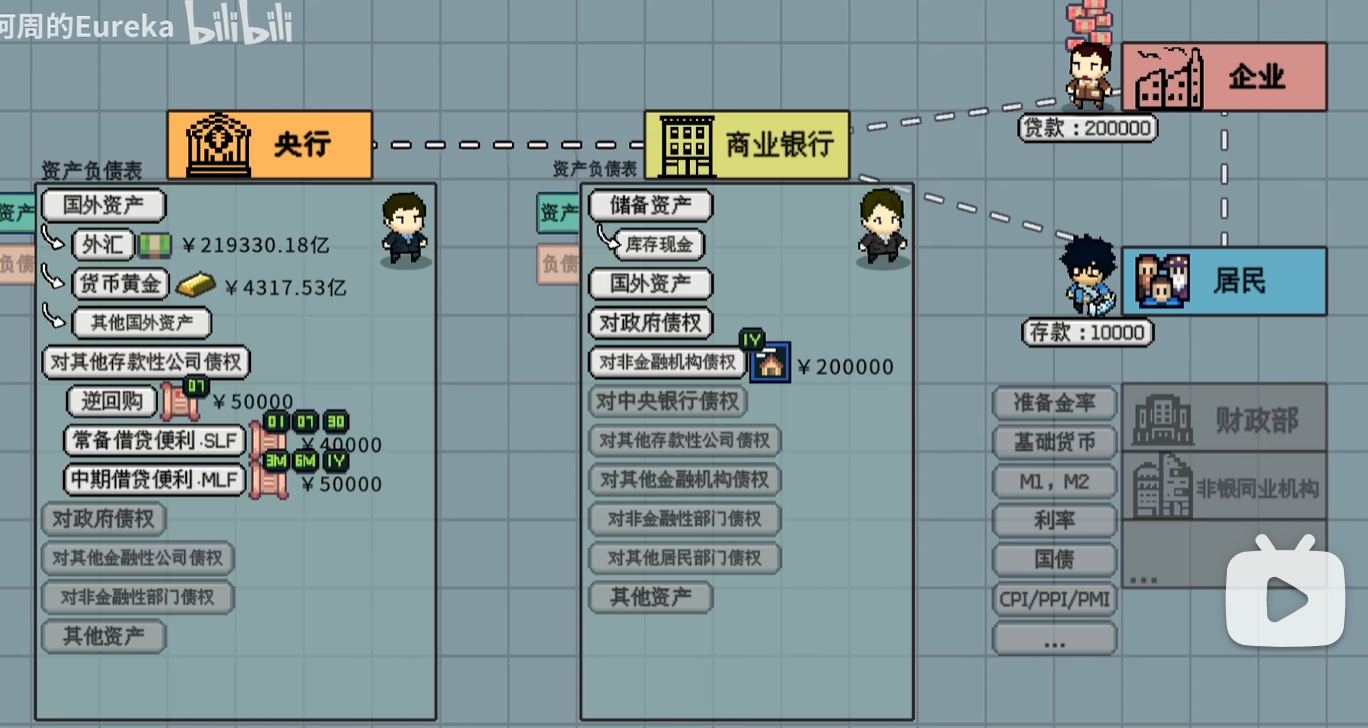 阿周的Eureka bilibili
企业
贷款：200000
央行
商业银行
资产负债表
资产负债表
国外资产
储备资产
资产
资产
外汇
￥219330.18亿
库存现金
负债
负债
货币黄金
￥4317.53亿
国外资产
居民
其他国外资产
对政府债权
存款：10000
对其他存款性公司债权
对非金融机构债权
1Y
￥200000
逆回购
07
￥50000
对中央银行债权
准备金率
财政部
常备借贷便利.SLF
01 07 30
￥40000
对其他存款性公司债权
基础货币
中期借贷便利.MLF
3M 6M 1Y
￥50000
对其他金融机构债权
M1，M2
非银同业机构
对政府债权
对非金融性部门债权
利率
对其他金融性公司债权
对其他居民部门债权
国债
对非金融性部门债权
其他资产
CPI/PPI/PMI
...
其他资产
...